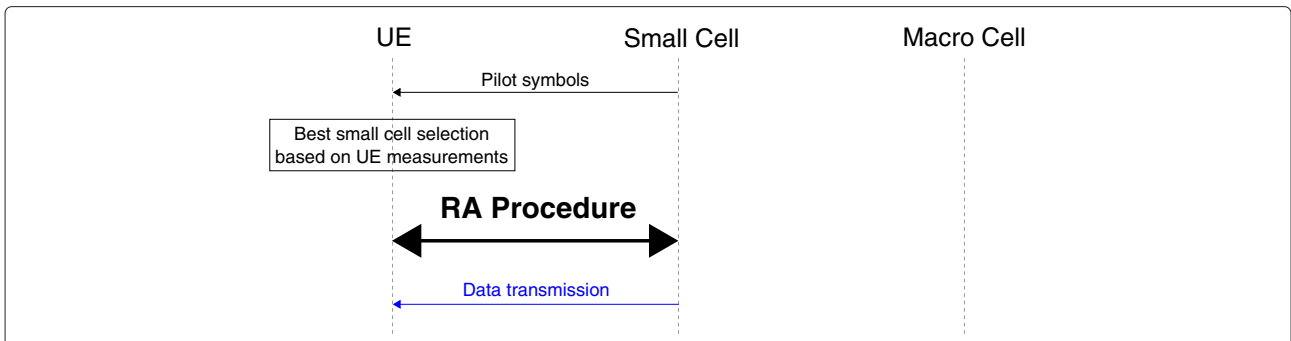 UE
Small Cell
Macro Cell
Pilot symbols
Best small cell selection
based on UE measurements
RA Procedure
Data transmission